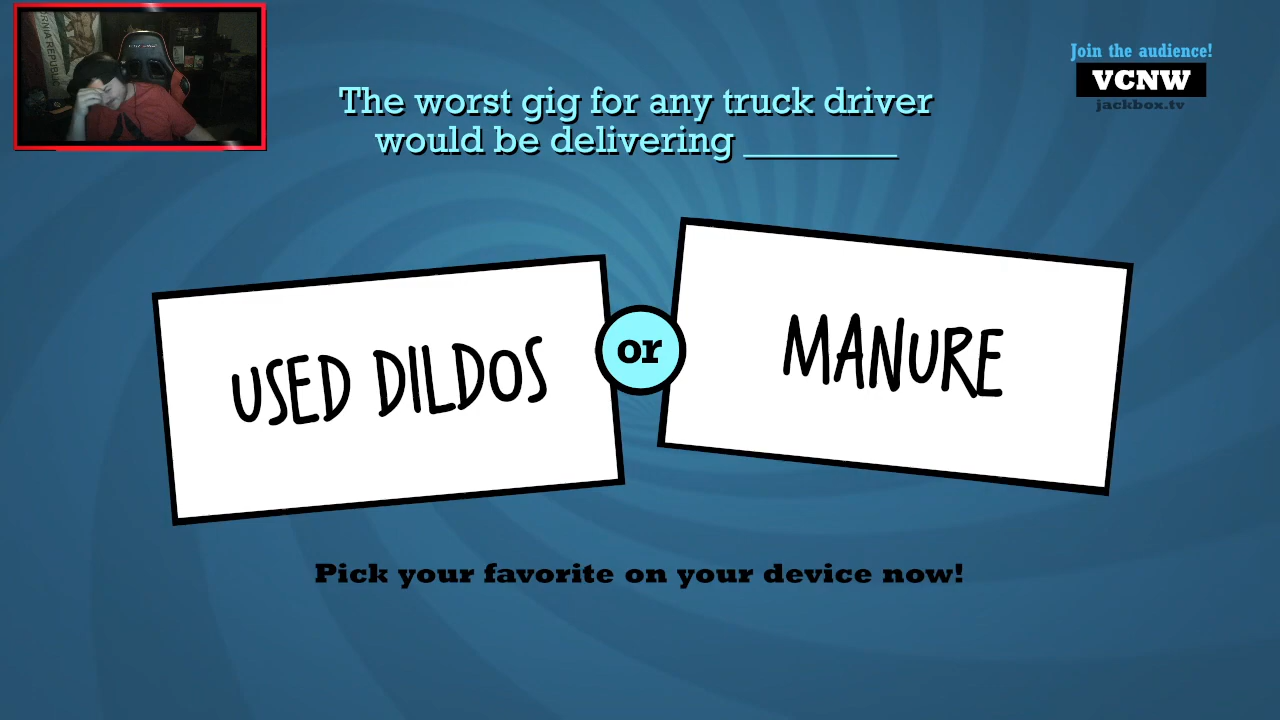 The worst gig for any truck driver
would be delivering ________
Join the audience!
VCNW
jackbox.tv
USED DILDOS
or
MANURE
Pick your favorite on your device now!